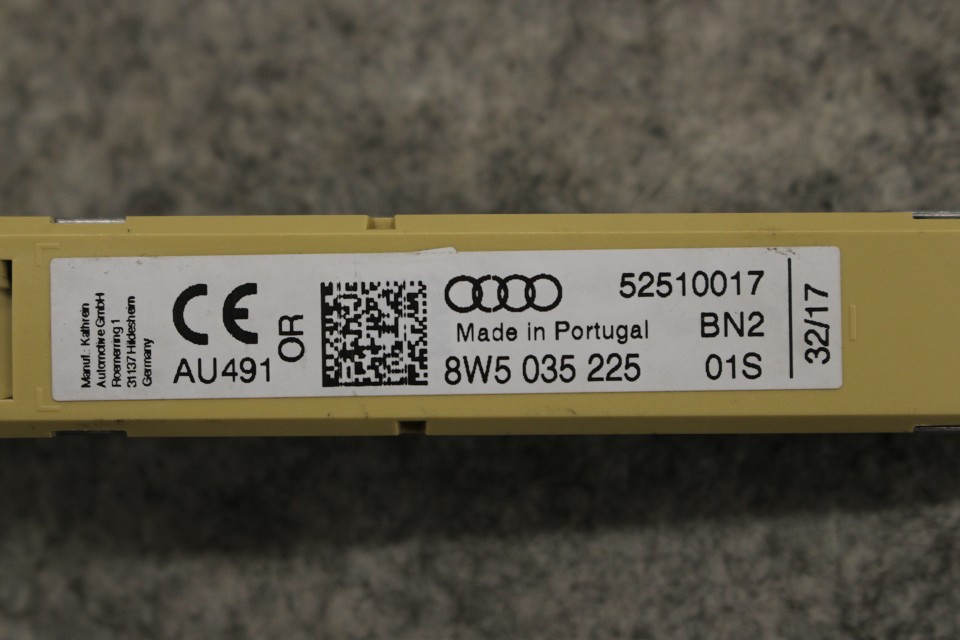 Manuf.: Kathrein
Automotive GmbH
Roemerring 1
31137 Hildesheim
Germany
CE
AU491
OR
52510017
Made in Portugal
BN2
8W5 035 225
01S
32/17